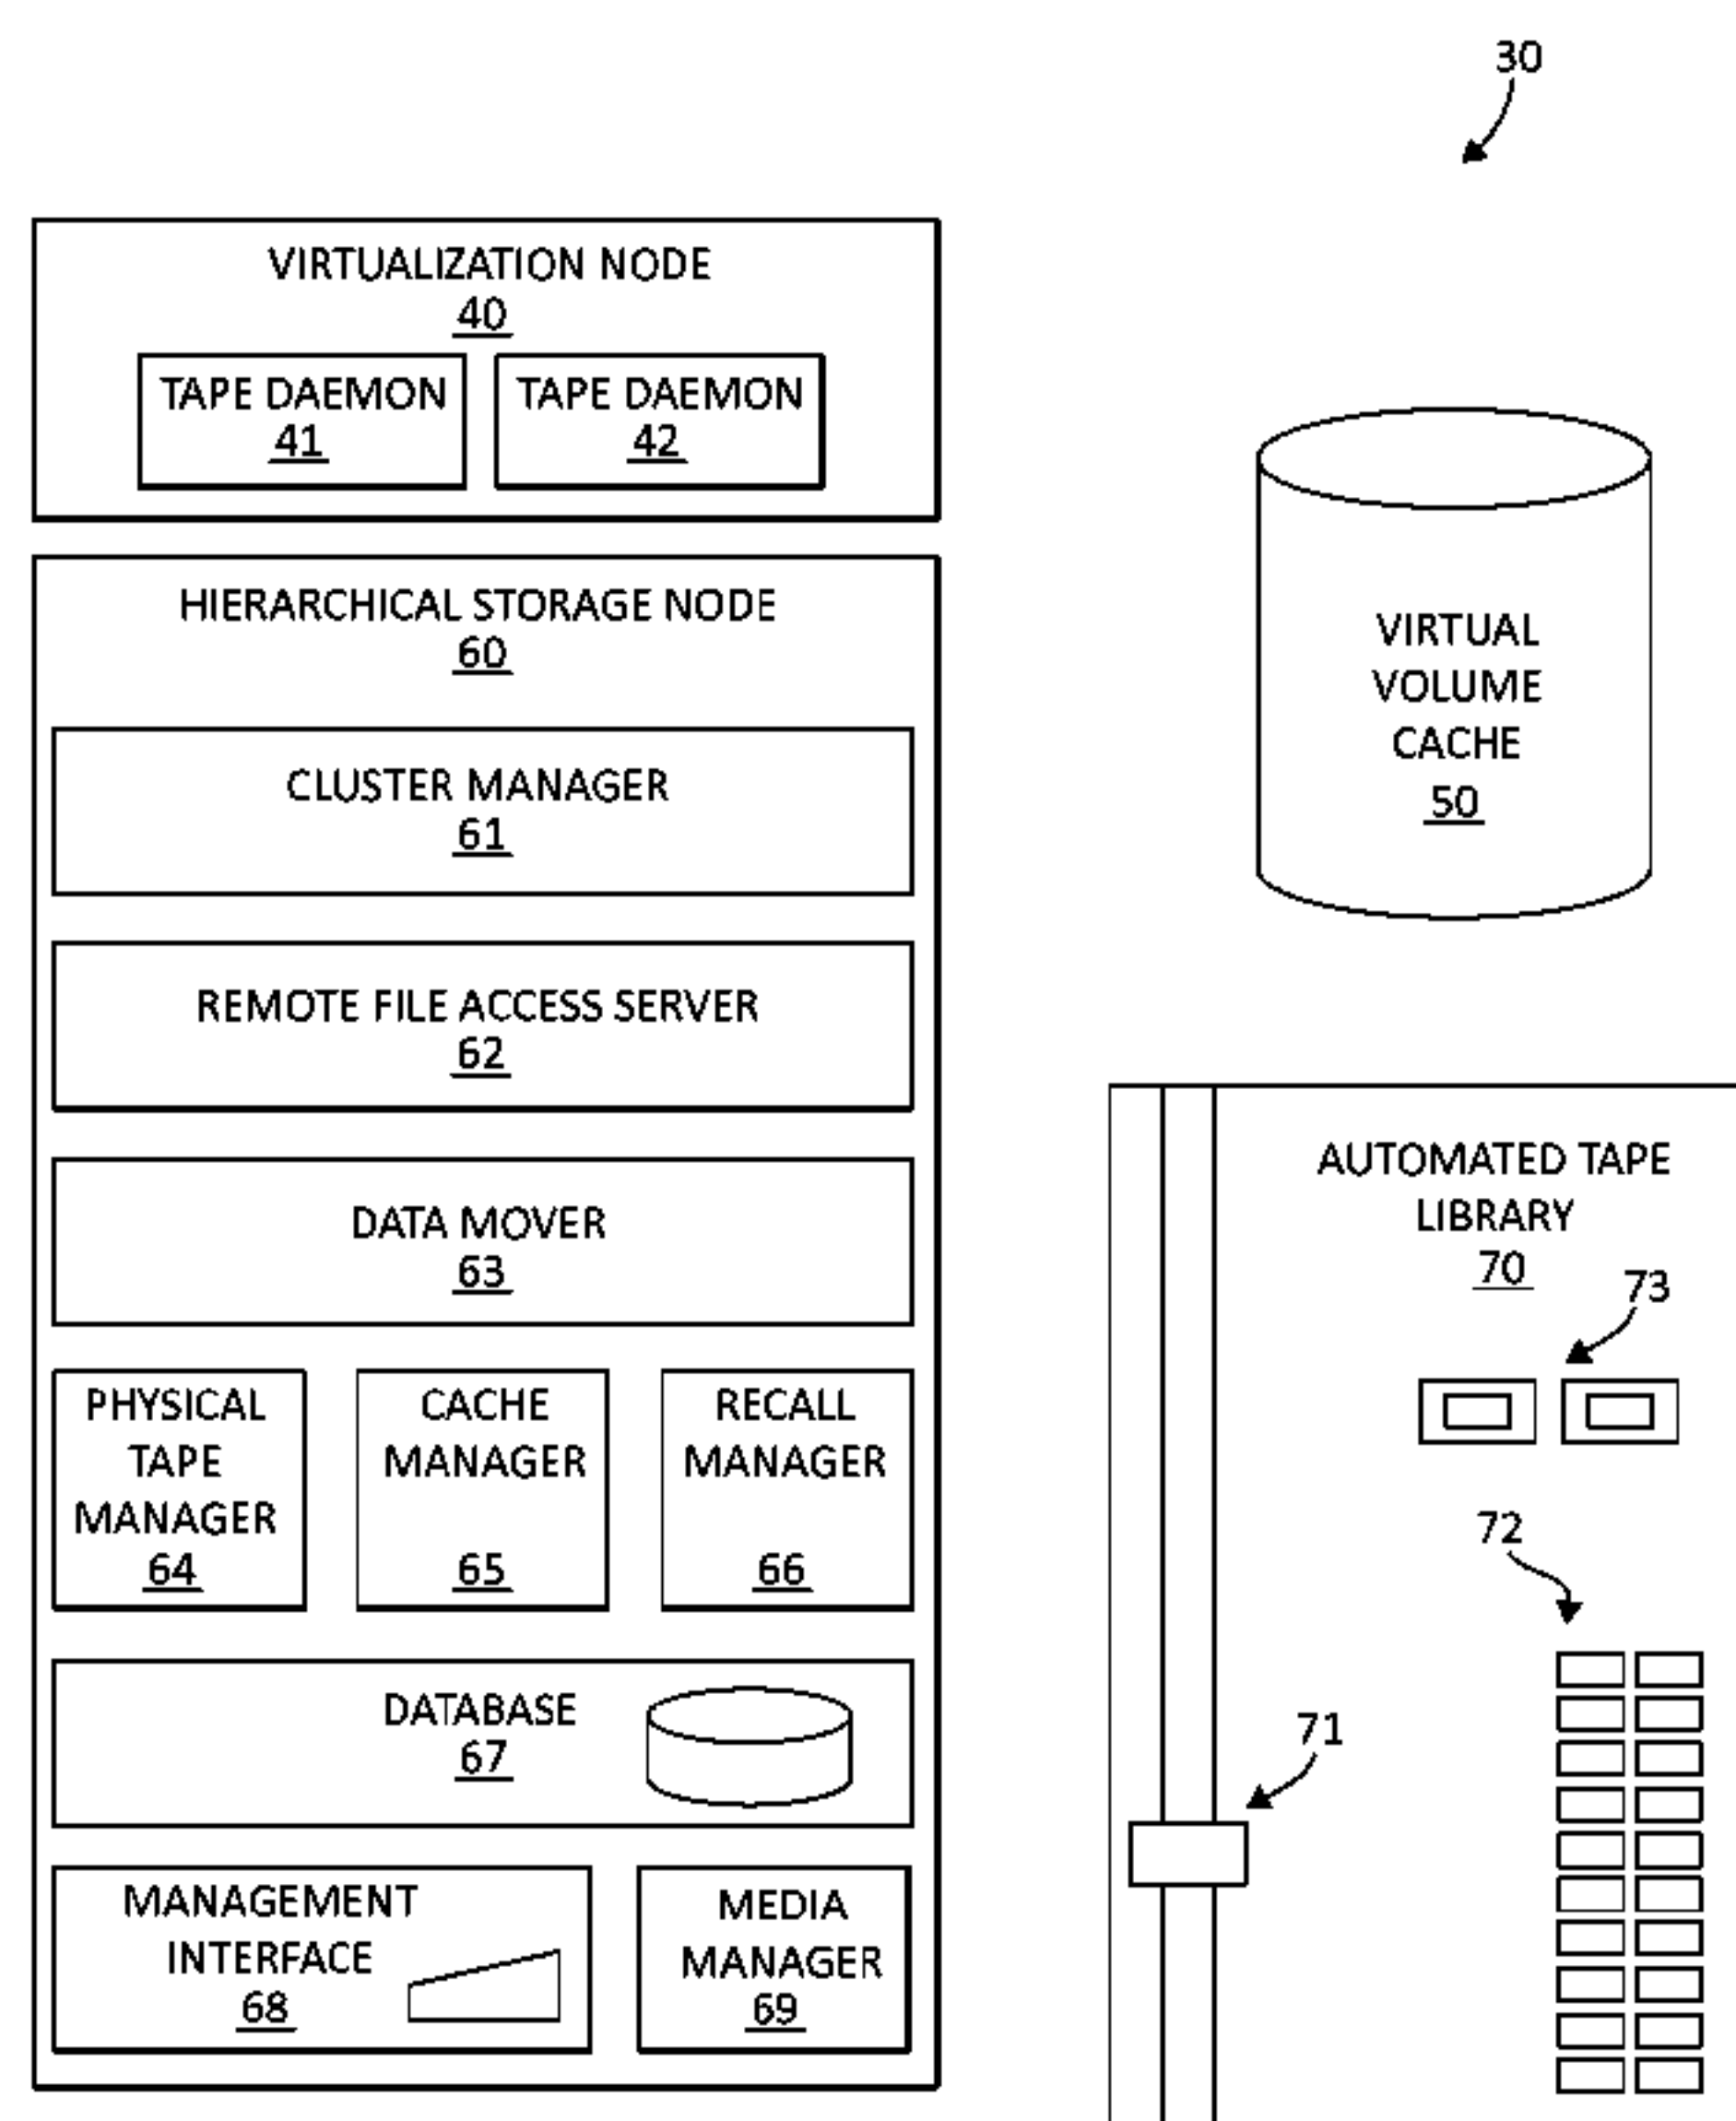 30
VIRTUALIZATION NODE
40
TAPE DAEMON
41
TAPE DAEMON
42
HIERARCHICAL STORAGE NODE
60
CLUSTER MANAGER
61
REMOTE FILE ACCESS SERVER
62
DATA MOVER
63
PHYSICAL
TAPE
MANAGER
64
CACHE
MANAGER
65
RECALL
MANAGER
66
DATABASE
67
MANAGEMENT
INTERFACE
68
MEDIA
MANAGER
69
VIRTUAL
VOLUME
CACHE
50
AUTOMATED TAPE
LIBRARY
70
73
72
71